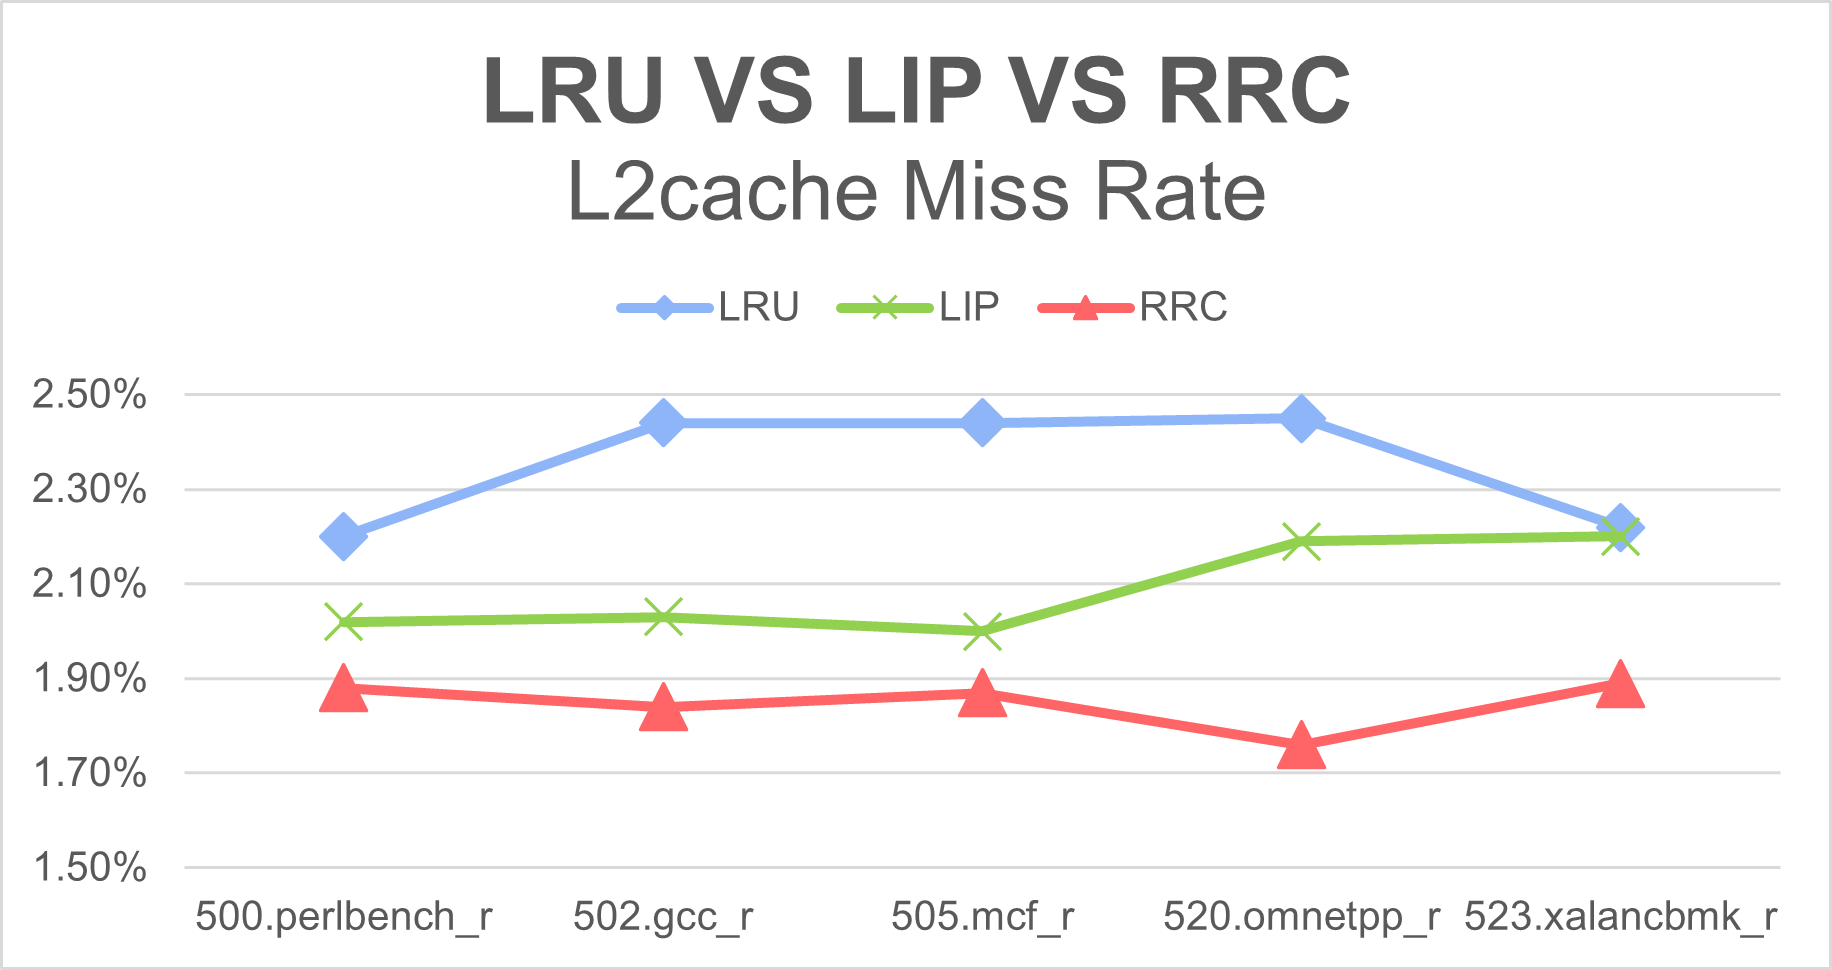 LRU VS LIP VS RRC
L2cache Miss Rate
LRU LIP RRC
2.50%
2.30%
2.10%
1.90%
1.70%
1.50%
500.perlbench_r 502.gcc_r 505.mcf_r 520.omnetpp_r 523.xalancbmk_r